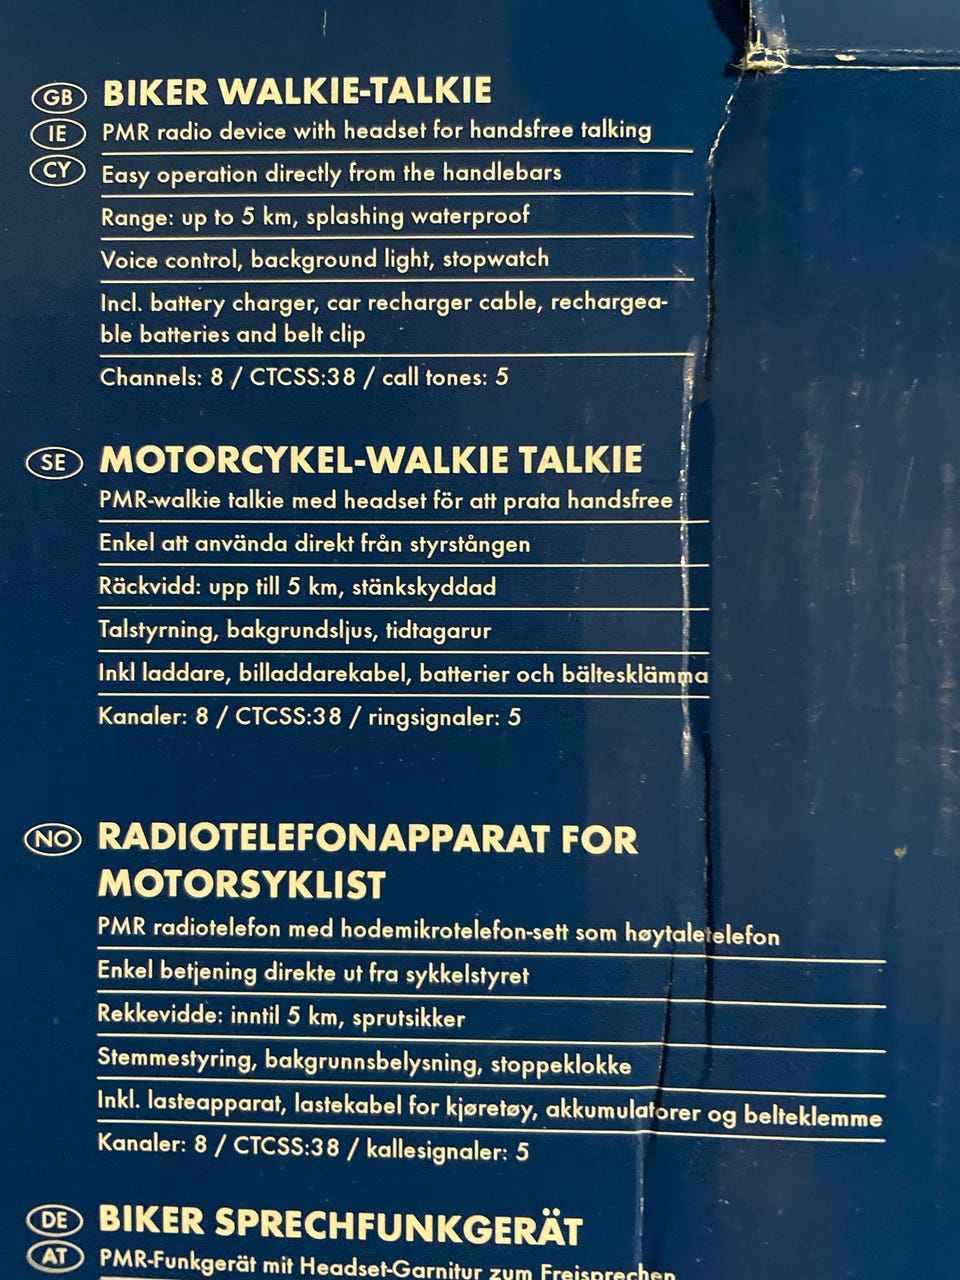 GB BIKER WALKIE-TALKIE
IE PMR radio device with headset for handsfree talking
CY Easy operation directly from the handlebars
Range: up to 5 km, splashing waterproof
Voice control, background light, stopwatch
Incl. battery charger, car recharger cable, rechargea-
ble batteries and belt clip
Channels: 8 / CTCSS:38 / call tones: 5
SE MOTORCYKEL-WALKIE TALKIE
PMR-walkie talkie med headset för att prata handsfree
Enkel att använda direkt från styrstången
Räckvidd: upp till 5 km, stänkskyddad
Talstyrning, bakgrundsljus, tidtagarur
Inkl laddare, billaddarekabel, batterier och bältesklämma
Kanaler: 8 / CTCSS:38 / ringsignaler: 5
NO RADIOTELEFONAPPARAT FOR
MOTORSYKLIST
PMR radiotelefon med hodemikrotelefon-sett som høytaletelefon
Enkel betjening direkte ut fra sykkelstyret
Rekkevidde: inntil 5 km, sprutsikker
Stemmestyring, bakgrunnsbelysning, stoppeklokke
Inkl. lasteapparat, lastekabel for kjøretøy, akkumulatorer og belteklemme
Kanaler: 8 / CTCSS:38 / kallesignaler: 5
DE BIKER SPRECHFUNKGERÄT
AT PMR-Funkgerät mit Headset-Garnitur zum Freisprechen